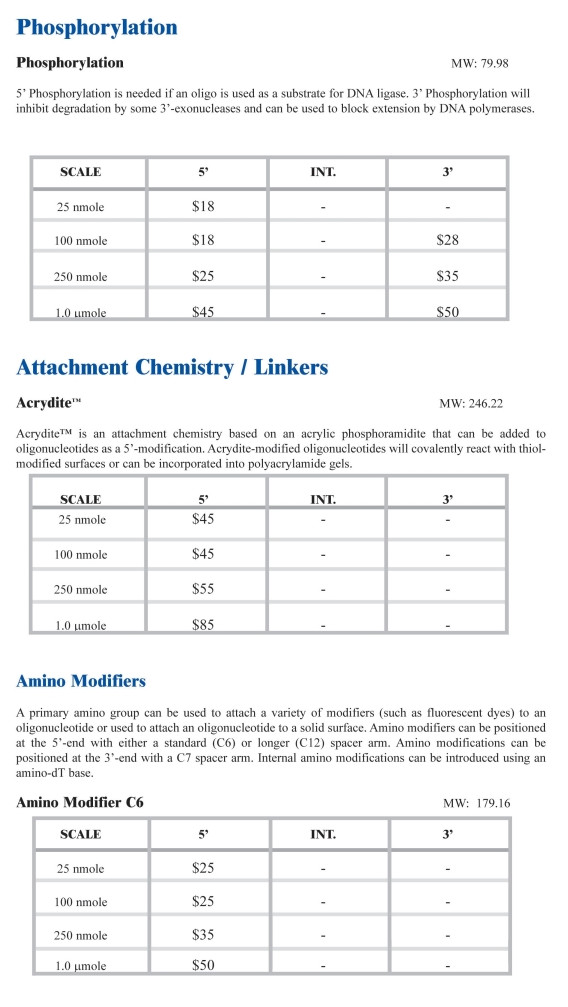 Phosphorylation
Phosphorylation MW: 79.98
5’ Phosphorylation is needed if an oligo is used as a substrate for DNA ligase. 3’ Phosphorylation will
inhibit degradation by some 3’-exonucleases and can be used to block extension by DNA polymerases.
SCALE 5’ INT. 3’
25 nmole $18 - -
100 nmole $18 - $28
250 nmole $25 - $35
1.0 μmole $45 - $50
Attachment Chemistry / Linkers
Acrydite™ MW: 246.22
Acrydite™ is an attachment chemistry based on an acrylic phosphoramidite that can be added to
oligonucleotides as a 5’-modification. Acrydite-modified oligonucleotides will covalently react with thiol-
modified surfaces or can be incorporated into polyacrylamide gels.
SCALE 5’ INT. 3’
25 nmole $45 - -
100 nmole $45 - -
250 nmole $55 - -
1.0 μmole $85 - -
Amino Modifiers
A primary amino group can be used to attach a variety of modifiers (such as fluorescent dyes) to an
oligonucleotide or used to attach an oligonucleotide to a solid surface. Amino modifiers can be positioned
at the 5’-end with either a standard (C6) or longer (C12) spacer arm. Amino modifications can be
positioned at the 3’-end with a C7 spacer arm. Internal amino modifications can be introduced using an
amino-dT base.
Amino Modifier C6 MW: 179.16
SCALE 5’ INT. 3’
25 nmole $25 - -
100 nmole $25 - -
250 nmole $35 - -
1.0 μmole $50 - -